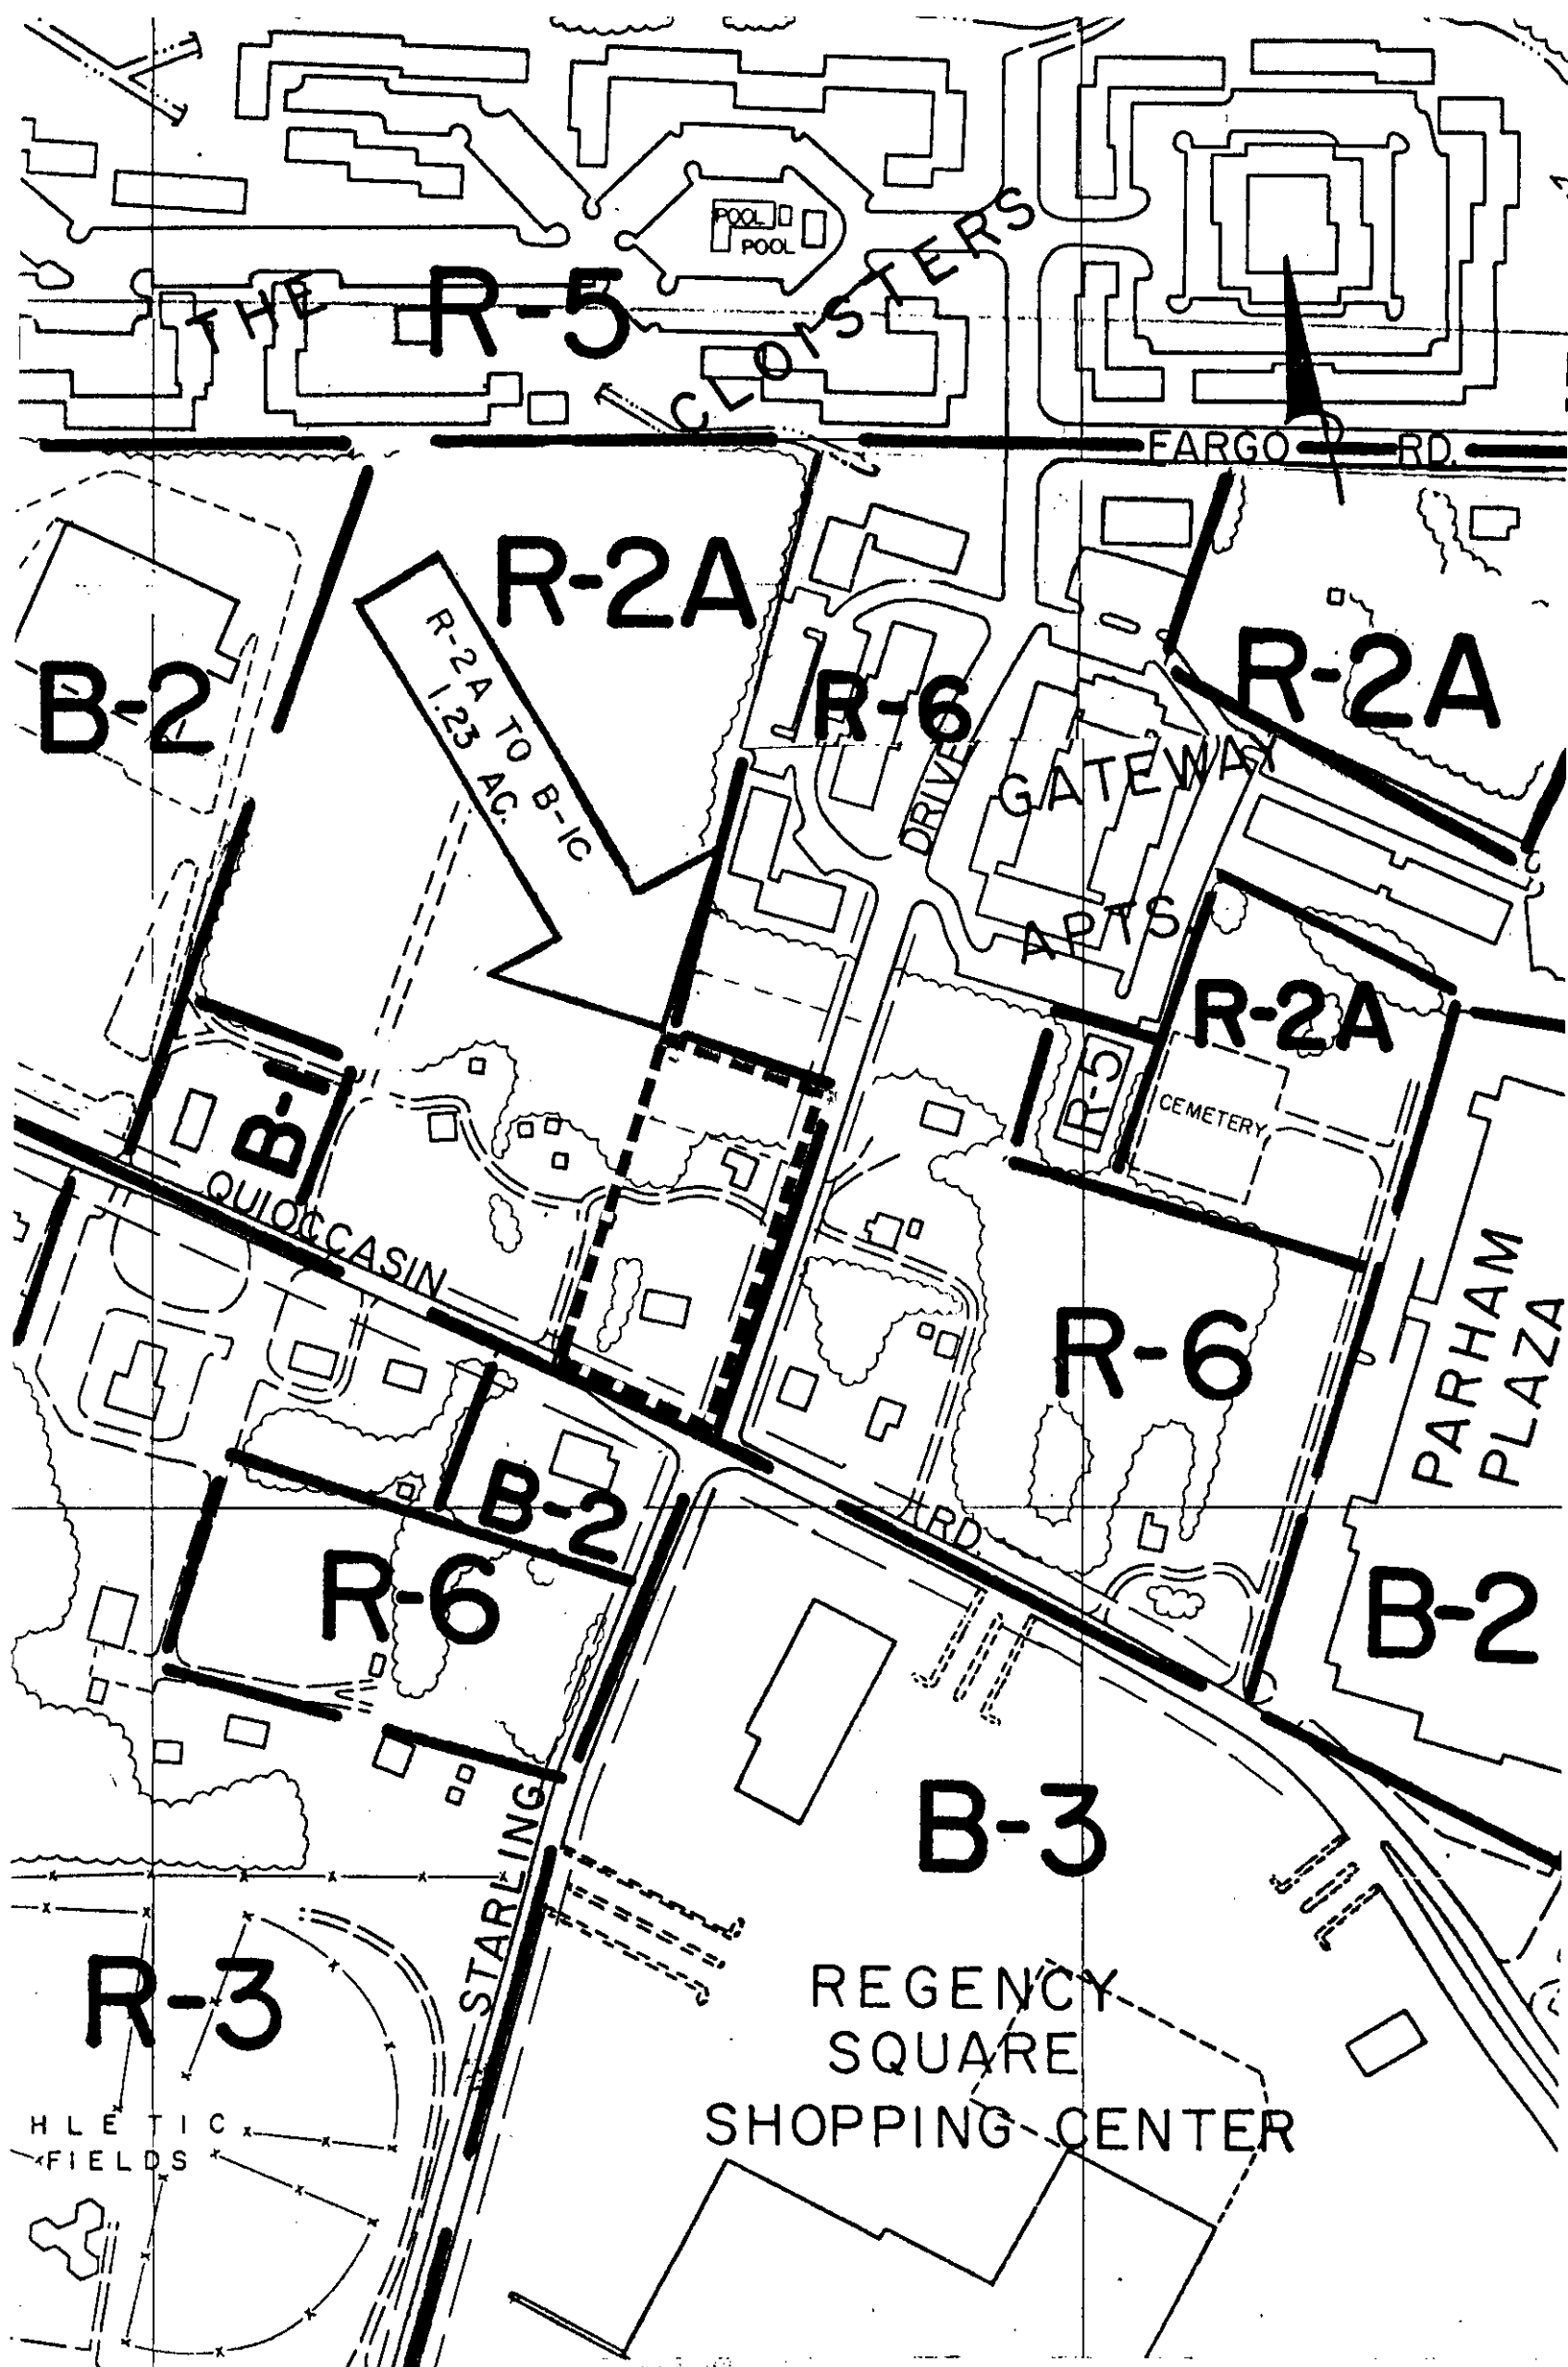 POOL
POOL
THE CLOISTERS
R-5
FARGO RD.
R-2A
R-2A TO B-1C
1.23 AC.
B-2
R-6
R-2A
DRIVE
GATEWAY
APTS.
R-2A
R-5
CEMETERY
B-1
QUIOCCASIN RD.
R-6
PARHAM
PLAZA
B-2
R-6
B-2
B-3
STARLING
R-3
REGENCY
SQUARE
SHOPPING CENTER
HLETIC
FIELDS